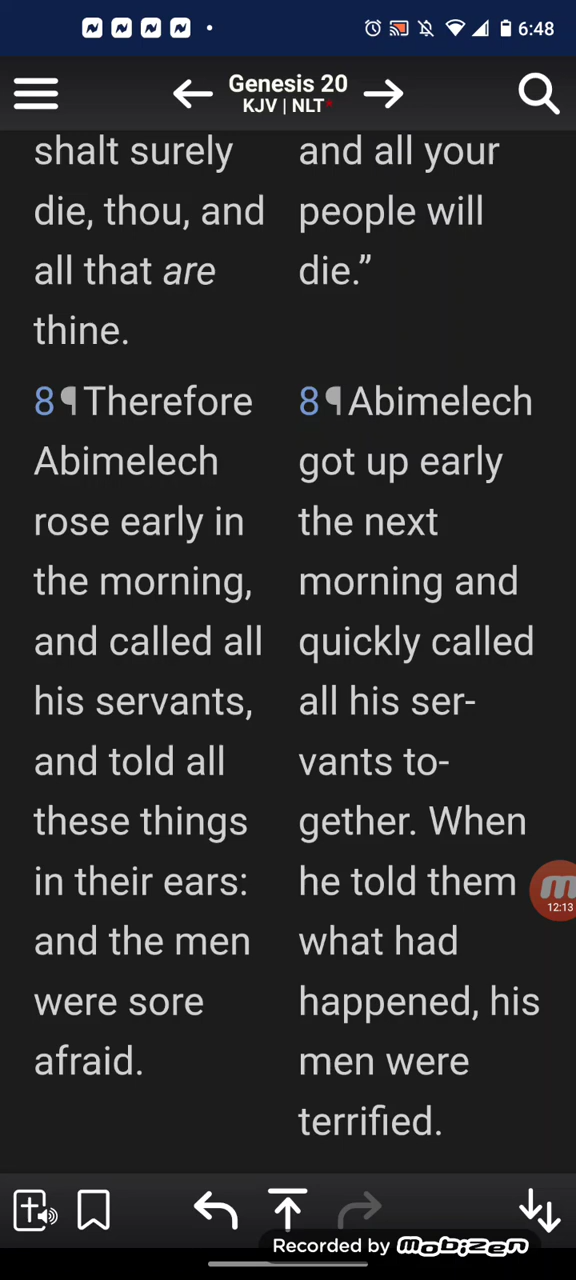 6:48
Genesis 20
KJV | NLT*
shalt surely
die, thou, and
all that are
thine.
8 ¶ Therefore
Abimelech
rose early in
the morning,
and called all
his servants,
and told all
these things
in their ears:
and the men
were sore
afraid.
and all your
people will
die.”
8 ¶ Abimelech
got up early
the next
morning and
quickly called
all his ser-
vants to-
gether. When
he told them
what had
happened, his
men were
terrified.
12:13
Recorded by mobizen